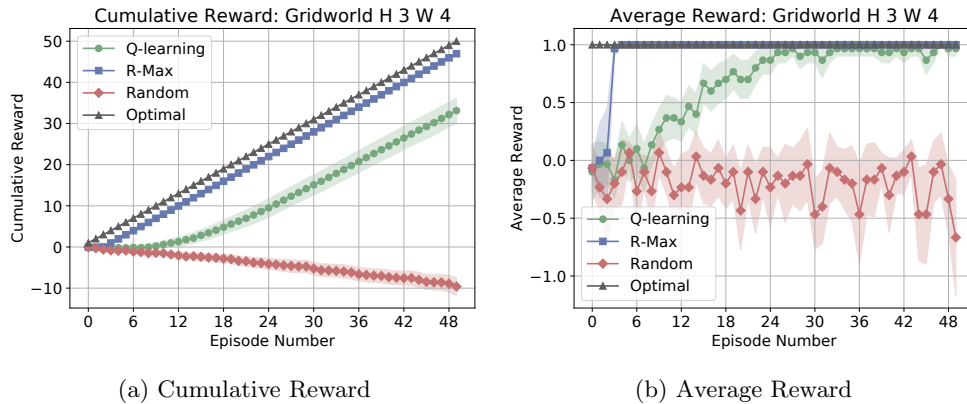 Cumulative Reward: Gridworld H 3 W 4
Cumulative Reward
50
40
30
20
10
0
−10
Q-learning
R-Max
Random
Optimal
0 6 12 18 24 30 36 42 48
Episode Number
(a) Cumulative Reward
Average Reward: Gridworld H 3 W 4
Average Reward
1.0
0.5
0.0
−0.5
−1.0
Q-learning
R-Max
Random
Optimal
0 6 12 18 24 30 36 42 48
Episode Number
(b) Average Reward